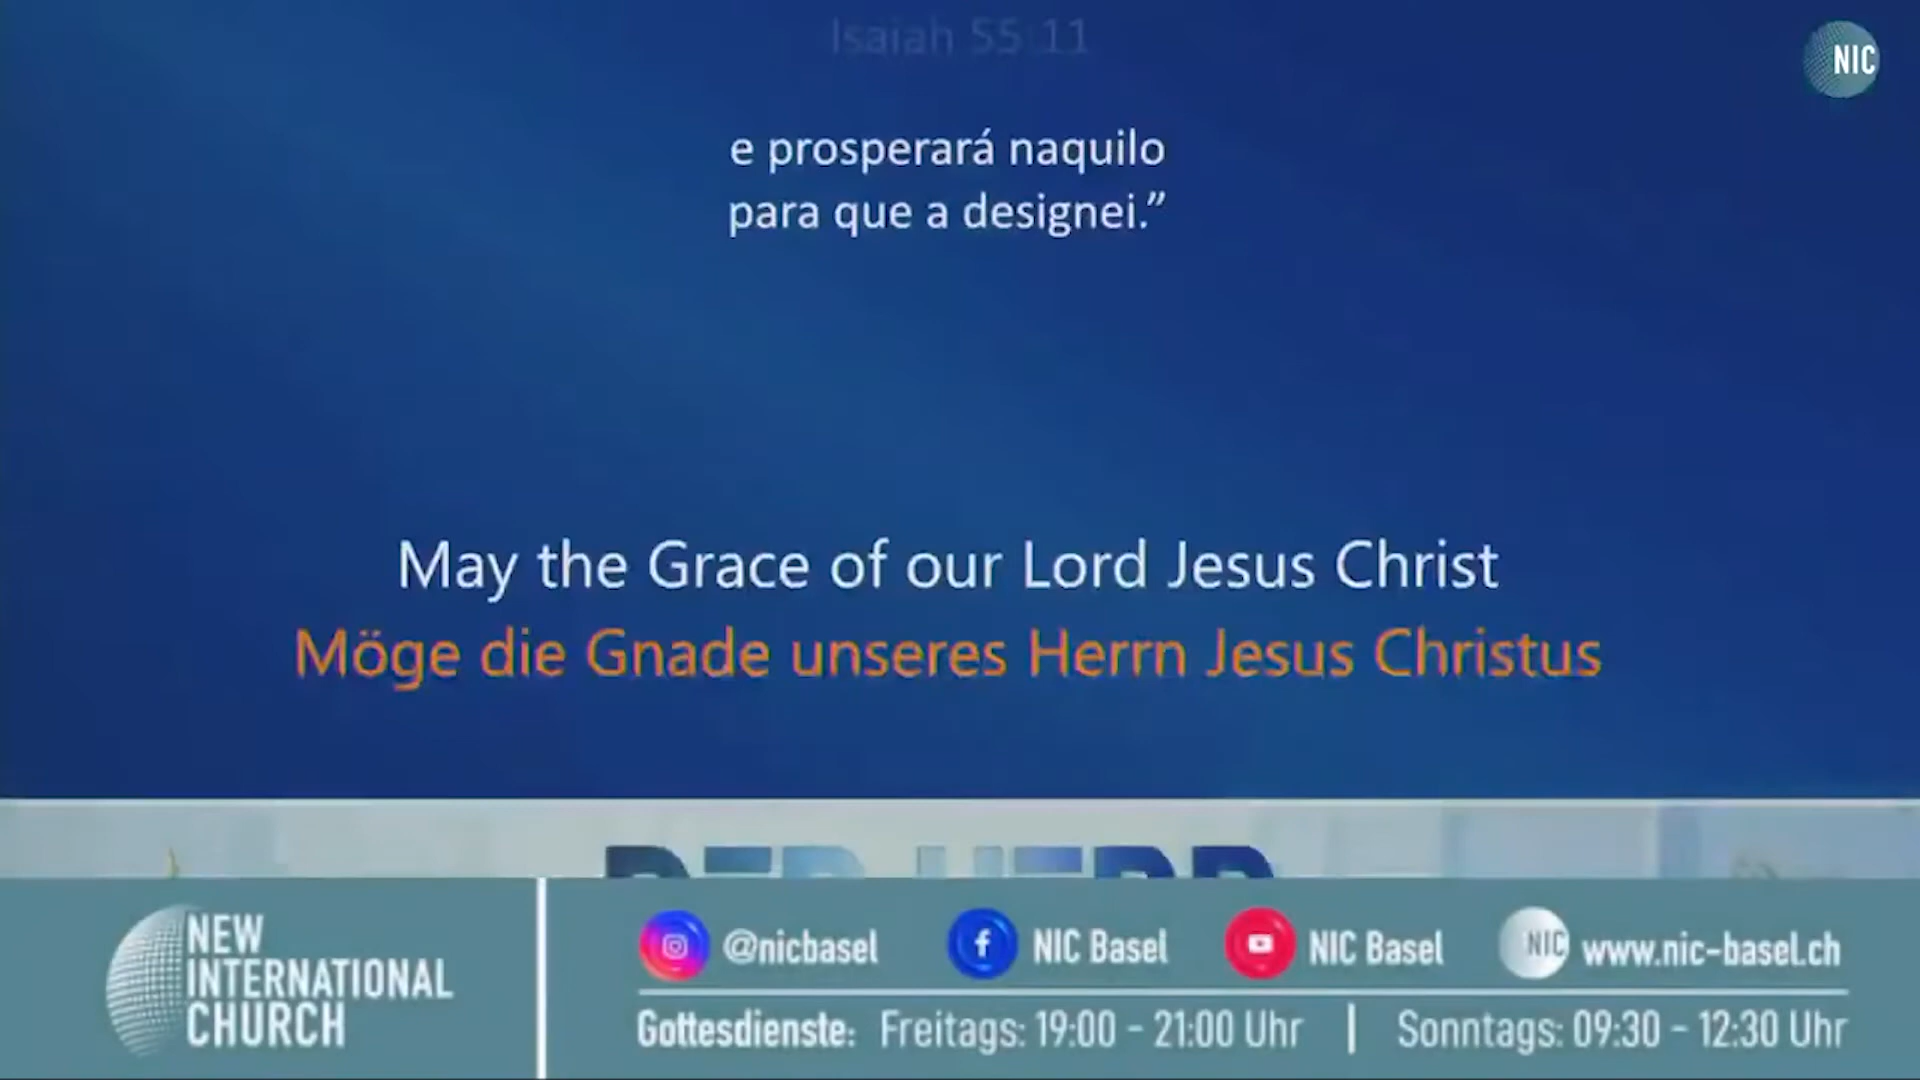 Isaiah 55:11
NIC
e prosperará naquilo
para que a designei.”
May the Grace of our Lord Jesus Christ
Möge die Gnade unseres Herrn Jesus Christus
DER HERR
NEW
INTERNATIONAL
CHURCH
@nicbasel
NIC Basel
NIC Basel
NIC www.nic-basel.ch
Gottesdienste: Freitags: 19:00 - 21:00 Uhr | Sonntags: 09:30 - 12:30 Uhr